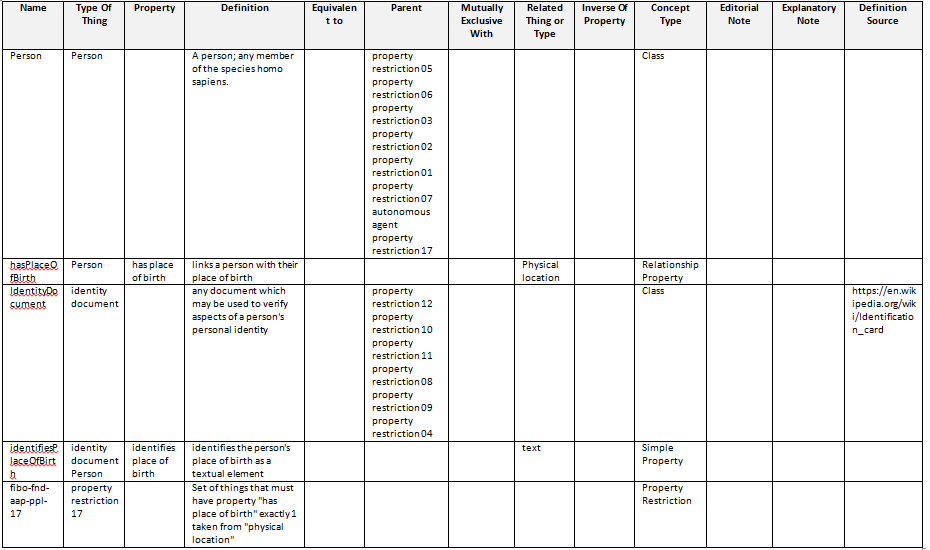 Name Type Of Thing Property Definition Equivalen t to Parent Mutually Exclusive With Related Thing or Type Inverse Of Property Concept Type Editorial Note Explanatory Note Definition Source
Person Person A person; any member Class
of the species homo
sapiens.
property
restriction 05
property
restriction 06
property
restriction 03
property
restriction 02
property
restriction 01
property
restriction 07
autonomous
agent
property
restriction 17
hasPlaceO
fBirth
Person
has place
of birth
links a person with their
place of birth
Physical
location
Relationship
Property
IdentityDo
cument
identity
document
any document which
may be used to verify
aspects of a person's
personal identity
property
restriction 12
property
restriction 10
property
restriction 11
property
restriction 08
property
restriction 09
property
restriction 04
Class
https://en.wik
ipedia.org/wik
i/Identificatio
n_card
identifiesP
laceOfBirt
h
identity
document
Person
identifies
place of
birth
identifies the person's
place of birth as a
textual element
text
Simple
Property
fibo-fnd-
aap-ppl-
17
property
restriction
17
Set of things that must
have property "has
place of birth" exactly 1
taken from "physical
location"
Property
Restriction